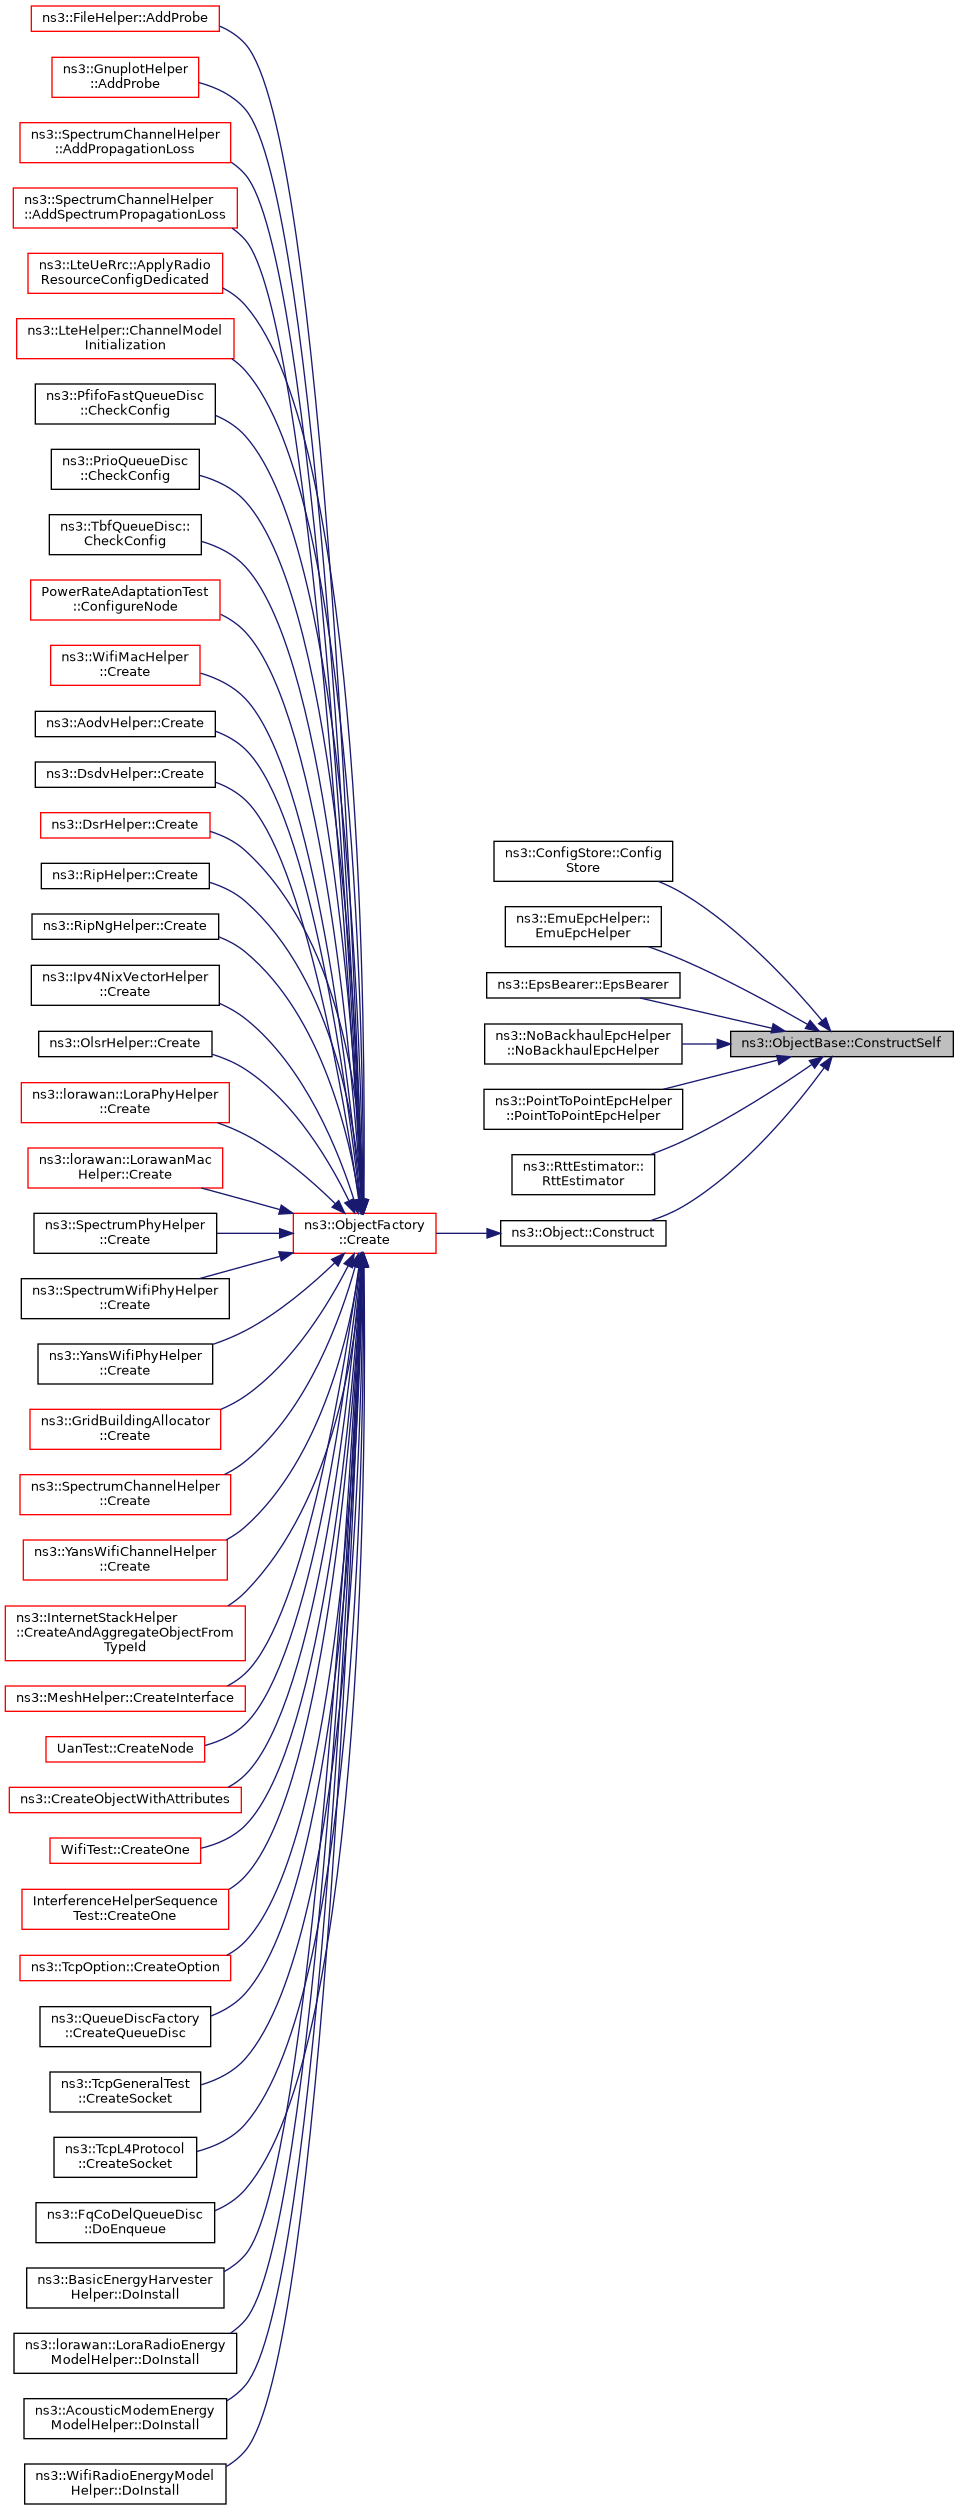 ns3::FileHelper::AddProbe
ns3::GnuplotHelper
::AddProbe
ns3::SpectrumChannelHelper
::AddPropagationLoss
ns3::SpectrumChannelHelper
::AddSpectrumPropagationLoss
ns3::LteUeRrc::ApplyRadio
ResourceConfigDedicated
ns3::LteHelper::ChannelModel
Initialization
ns3::PfifoFastQueueDisc
::CheckConfig
ns3::PrioQueueDisc
::CheckConfig
ns3::TbfQueueDisc::
CheckConfig
PowerRateAdaptationTest
::ConfigureNode
ns3::WifiMacHelper
::Create
ns3::AodvHelper::Create
ns3::DsdvHelper::Create
ns3::DsrHelper::Create
ns3::RipHelper::Create
ns3::RipNgHelper::Create
ns3::Ipv4NixVectorHelper
::Create
ns3::OlsrHelper::Create
ns3::lorawan::LoraPhyHelper
::Create
ns3::lorawan::LorawanMac
Helper::Create
ns3::SpectrumPhyHelper
::Create
ns3::SpectrumWifiPhyHelper
::Create
ns3::YansWifiPhyHelper
::Create
ns3::GridBuildingAllocator
::Create
ns3::SpectrumChannelHelper
::Create
ns3::YansWifiChannelHelper
::Create
ns3::InternetStackHelper
::CreateAndAggregateObjectFrom
TypeId
ns3::MeshHelper::CreateInterface
UanTest::CreateNode
ns3::CreateObjectWithAttributes
WifiTest::CreateOne
InterferenceHelperSequence
Test::CreateOne
ns3::TcpOption::CreateOption
ns3::QueueDiscFactory
::CreateQueueDisc
ns3::TcpGeneralTest
::CreateSocket
ns3::TcpL4Protocol
::CreateSocket
ns3::FqCoDelQueueDisc
::DoEnqueue
ns3::BasicEnergyHarvester
Helper::DoInstall
ns3::lorawan::LoraRadioEnergy
ModelHelper::DoInstall
ns3::AcousticModemEnergy
ModelHelper::DoInstall
ns3::WifiRadioEnergyModel
Helper::DoInstall
ns3::ObjectFactory
::Create
ns3::ConfigStore::Config
Store
ns3::EmuEpcHelper::
EmuEpcHelper
ns3::EpsBearer::EpsBearer
ns3::NoBackhaulEpcHelper
::NoBackhaulEpcHelper
ns3::PointToPointEpcHelper
::PointToPointEpcHelper
ns3::RttEstimator::
RttEstimator
ns3::Object::Construct
ns3::ObjectBase::ConstructSelf